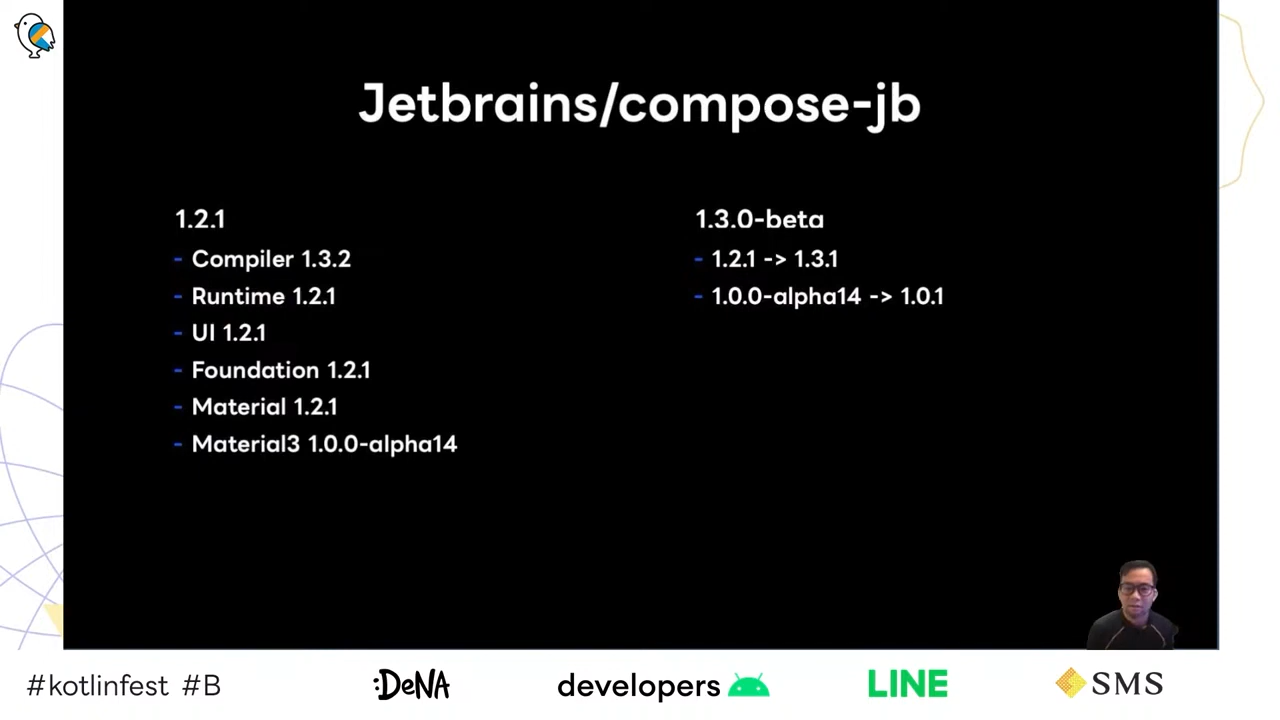 Jetbrains/compose-jb
1.2.1
- Compiler 1.3.2
- Runtime 1.2.1
- UI 1.2.1
- Foundation 1.2.1
- Material 1.2.1
- Material3 1.0.0-alpha14
1.3.0-beta
- 1.2.1 -> 1.3.1
- 1.0.0-alpha14 -> 1.0.1
#kotlinfest #B
:DeNA
developers
LINE
SMS